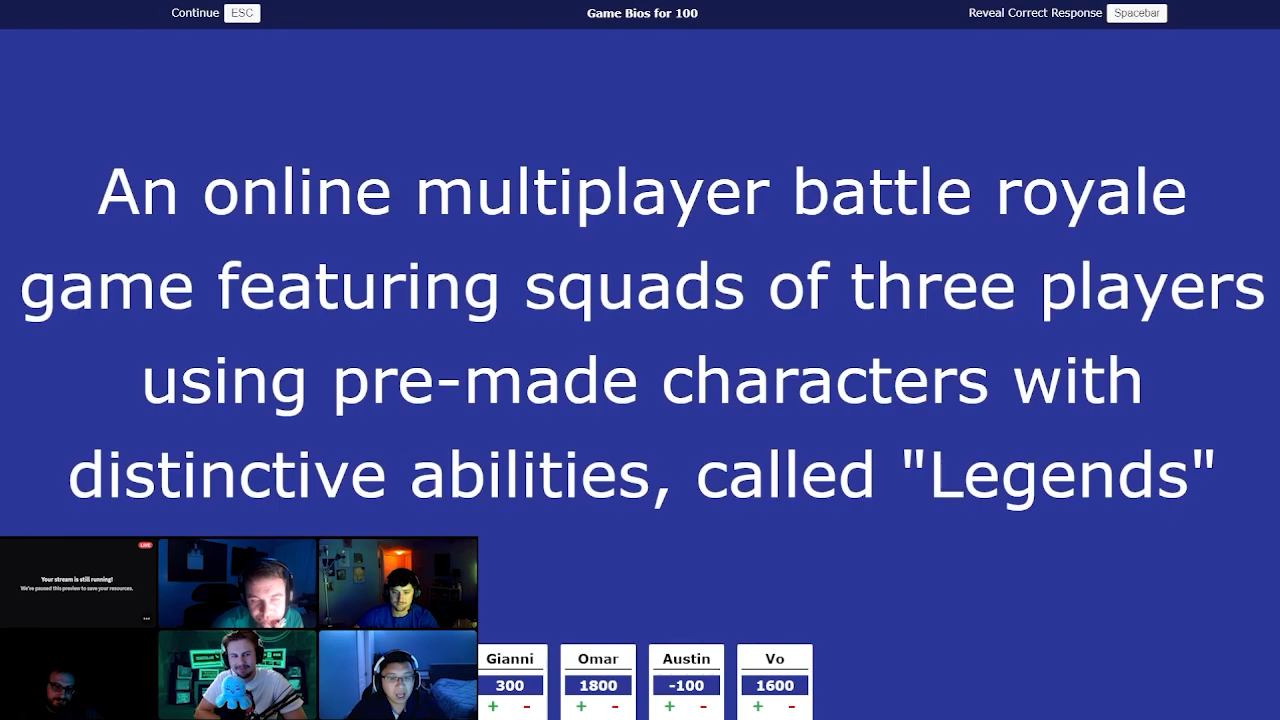 Continue ESC
Game Bios for 100
Reveal Correct Response Spacebar
An online multiplayer battle royale
game featuring squads of three players
using pre-made characters with
distinctive abilities, called "Legends"
LIVE
Your stream is still running!
We've paused this preview to save your resources.
Gianni Omar Austin Vo
300 1800 -100 1600
+ - + - + - + -